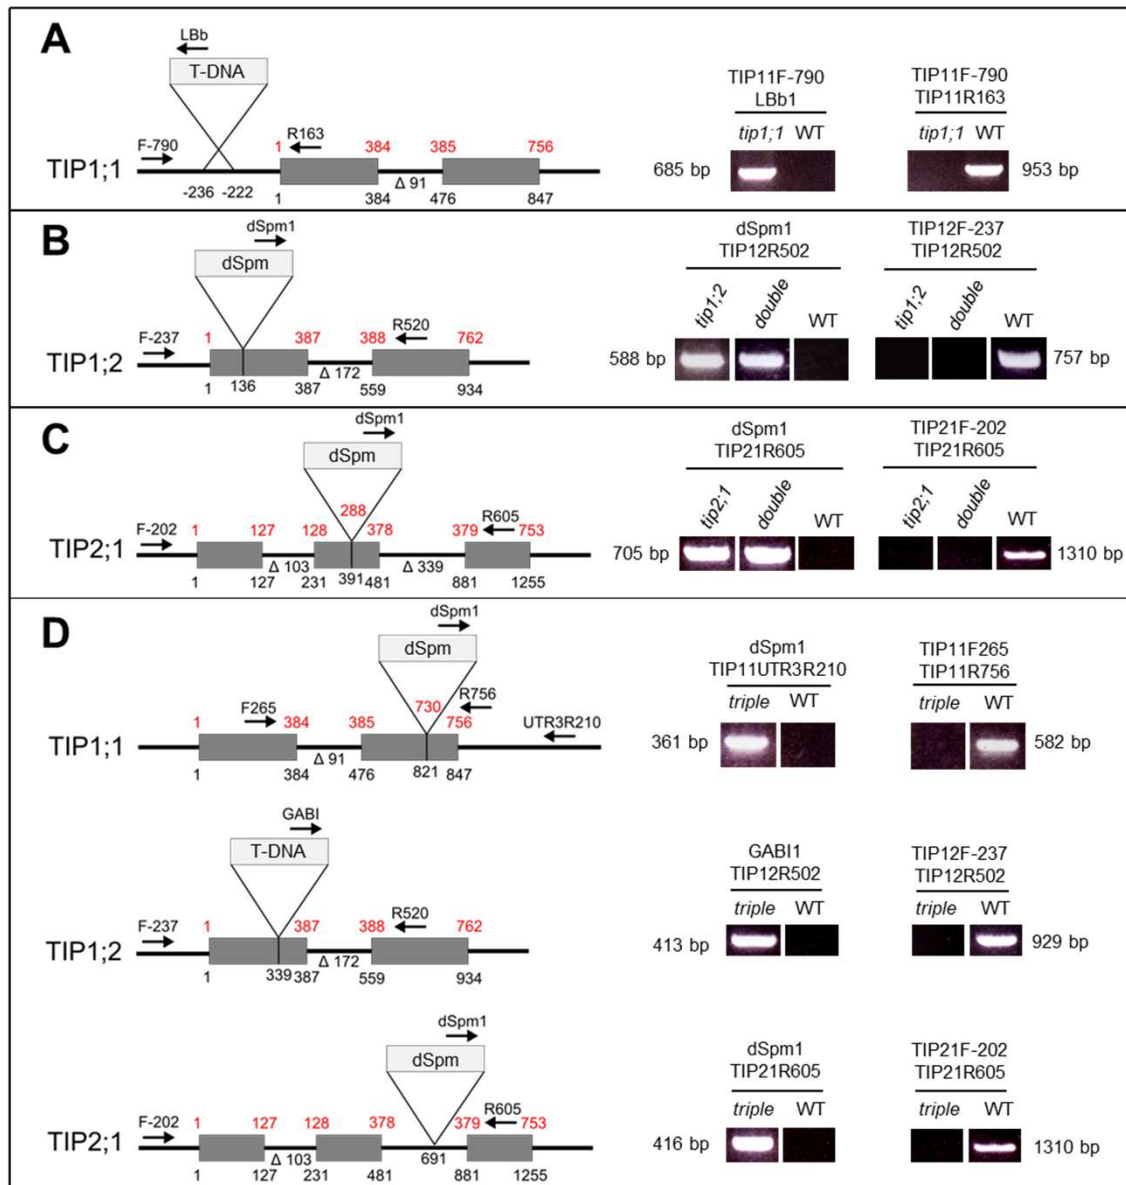 A
LBb
T-DNA
F-790
R163
1 384 385 756
TIP1;1
-236 -222 1 384 Δ 91 476 847
TIP11F-790
LBb1
tip1;1 WT
685 bp
TIP11F-790
TIP11R163
tip1;1 WT
953 bp
B
dSpm1
dSpm
F-237
1 387 388 R520 762
TIP1;2
1 136 387 Δ 172 559 934
dSpm1
TIP12R502
tip1;2 double WT
588 bp
TIP12F-237
TIP12R502
tip1;2 double WT
757 bp
C
dSpm1
dSpm
F-202
1 127 128 288 378 379 R605 753
TIP2;1
1 127 Δ 103 231 391 481 Δ 339 881 1255
dSpm1
TIP21R605
tip2;1 double WT
705 bp
TIP21F-202
TIP21R605
tip2;1 double WT
1310 bp
D
dSpm1
dSpm
1 F265 384 385 730 R756 756
UTR3R210
TIP1;1
1 384 Δ 91 476 821 847
dSpm1
TIP11UTR3R210
triple WT
361 bp
TIP11F265
TIP11R756
triple WT
582 bp
GABI
T-DNA
F-237
1 387 388 R520 762
TIP1;2
1 339 387 Δ 172 559 934
GABI1
TIP12R502
triple WT
413 bp
TIP12F-237
TIP12R502
triple WT
929 bp
dSpm1
dSpm
F-202
1 127 128 378 379 R605 753
TIP2;1
1 127 Δ 103 231 481 691 881 1255
dSpm1
TIP21R605
triple WT
416 bp
TIP21F-202
TIP21R605
triple WT
1310 bp